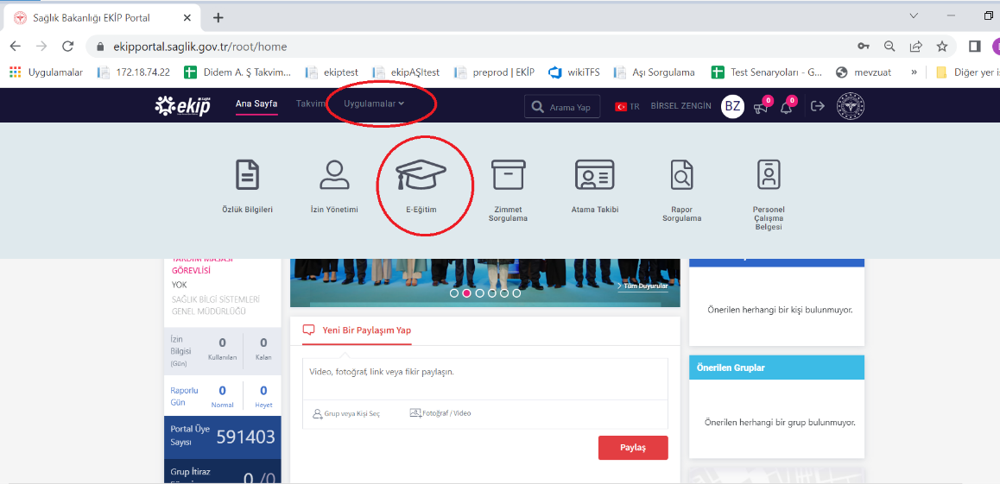 Sağlık Bakanlığı EKİP Portal
ekipportal.saglik.gov.tr/root/home
Uygulamalar
172.18.74.22
Didem A. Ş Takvim...
ekiptest
ekipAŞItest
preprod | EKİP
wikiTFS
Aşı Sorgulama
Test Senaryoları - G...
mevzuat
»
Diğer yer i
ekip
Ana Sayfa
Takvim
Uygulamalar
Arama Yap
TR
BİRSEL ZENGİN
BZ
0
0
Özlük Bilgileri
İzin Yönetimi
E-Eğitim
Zimmet
Sorgulama
Atama Takibi
Rapor
Sorgulama
Personel
Çalışma
Belgesi
YARDIM MASASI
GÖREVLİSİ
YOK
SAĞLIK BİLGİ SİSTEMLERİ
GENEL MÜDÜRLÜĞÜ
İzin
Bilgisi
(Gün)
0
Kullanılan
0
Kalan
Raporlu
Gün
0
Normal
0
Heyet
Portal Üye
Sayısı
591403
Grup İtiraz
0 /0
Tüm Duyurular
Yeni Bir Paylaşım Yap
Video, fotoğraf, link veya fikir paylaşın.
Grup veya Kişi Seç
Fotoğraf / Video
Paylaş
Önerilen herhangi bir kişi bulunmuyor.
Önerilen Gruplar
Önerilen herhangi bir grup bulunmuyor.